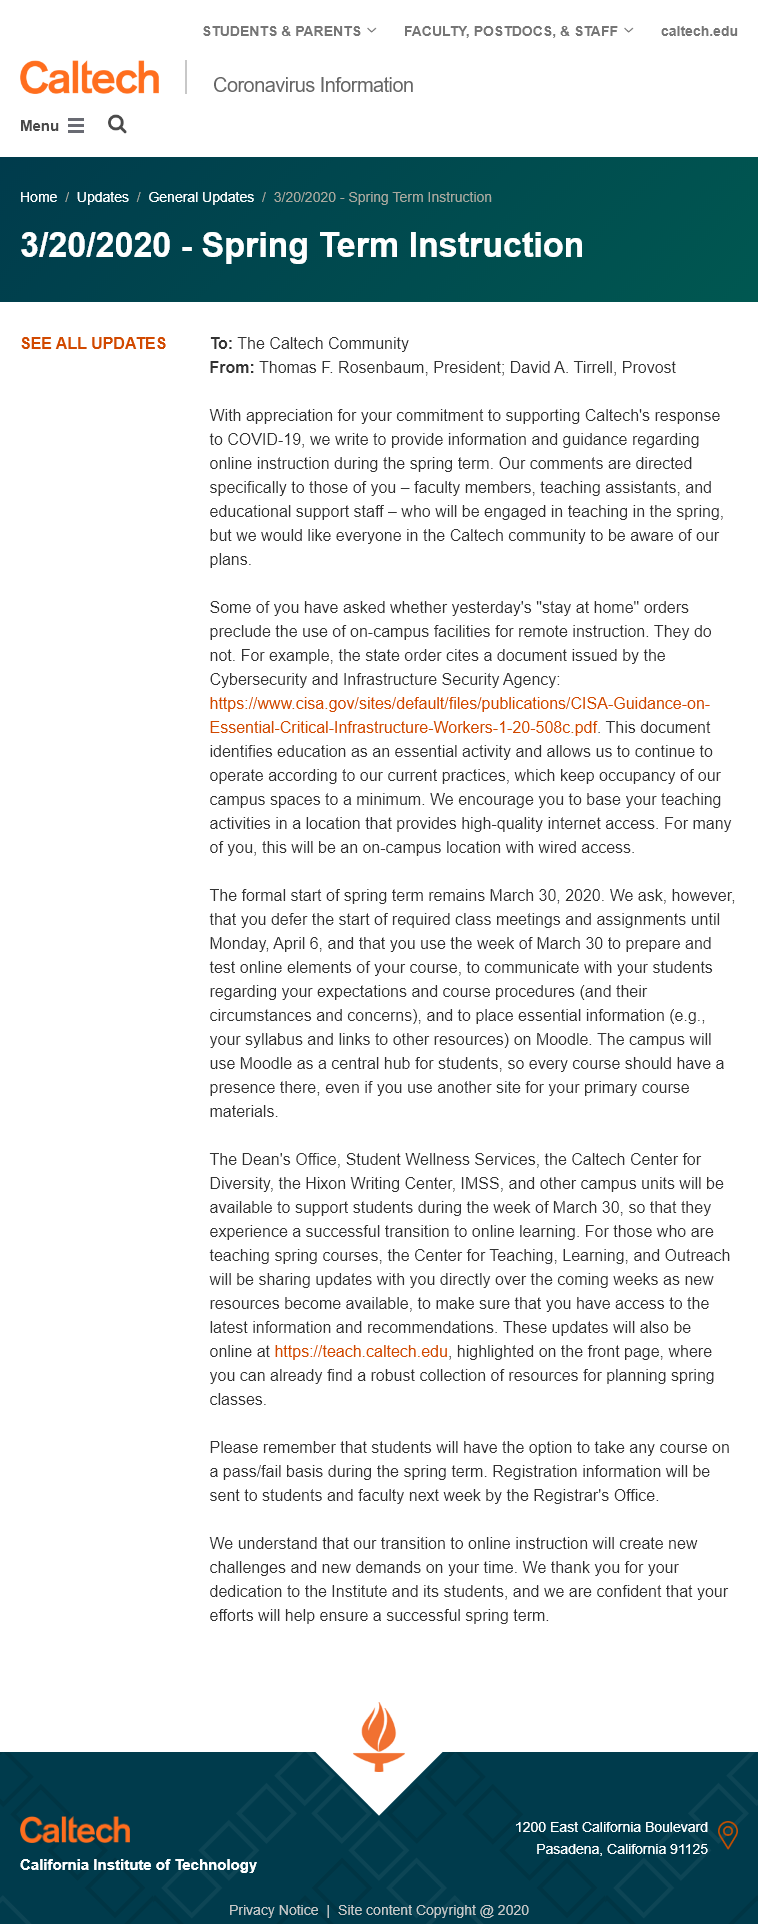 STUDENTS & PARENTS
FACULTY, POSTDOCS, & STAFF
caltech.edu
Caltech
Coronavirus Information
Menu
Home / Updates / General Updates / 3/20/2020 - Spring Term Instruction
3/20/2020 - Spring Term Instruction
SEE ALL UPDATES
To: The Caltech Community
From: Thomas F. Rosenbaum, President; David A. Tirrell, Provost
With appreciation for your commitment to supporting Caltech's response
to COVID-19, we write to provide information and guidance regarding
online instruction during the spring term. Our comments are directed
specifically to those of you – faculty members, teaching assistants, and
educational support staff – who will be engaged in teaching in the spring,
but we would like everyone in the Caltech community to be aware of our
plans.
Some of you have asked whether yesterday's "stay at home" orders
preclude the use of on-campus facilities for remote instruction. They do
not. For example, the state order cites a document issued by the
Cybersecurity and Infrastructure Security Agency:
https://www.cisa.gov/sites/default/files/publications/CISA-Guidance-on-
Essential-Critical-Infrastructure-Workers-1-20-508c.pdf. This document
identifies education as an essential activity and allows us to continue to
operate according to our current practices, which keep occupancy of our
campus spaces to a minimum. We encourage you to base your teaching
activities in a location that provides high-quality internet access. For many
of you, this will be an on-campus location with wired access.
The formal start of spring term remains March 30, 2020. We ask, however,
that you defer the start of required class meetings and assignments until
Monday, April 6, and that you use the week of March 30 to prepare and
test online elements of your course, to communicate with your students
regarding your expectations and course procedures (and their
circumstances and concerns), and to place essential information (e.g.,
your syllabus and links to other resources) on Moodle. The campus will
use Moodle as a central hub for students, so every course should have a
presence there, even if you use another site for your primary course
materials.
The Dean's Office, Student Wellness Services, the Caltech Center for
Diversity, the Hixon Writing Center, IMSS, and other campus units will be
available to support students during the week of March 30, so that they
experience a successful transition to online learning. For those who are
teaching spring courses, the Center for Teaching, Learning, and Outreach
will be sharing updates with you directly over the coming weeks as new
resources become available, to make sure that you have access to the
latest information and recommendations. These updates will also be
online at https://teach.caltech.edu, highlighted on the front page, where
you can already find a robust collection of resources for planning spring
classes.
Please remember that students will have the option to take any course on
a pass/fail basis during the spring term. Registration information will be
sent to students and faculty next week by the Registrar's Office.
We understand that our transition to online instruction will create new
challenges and new demands on your time. We thank you for your
dedication to the Institute and its students, and we are confident that your
efforts will help ensure a successful spring term.
Caltech
California Institute of Technology
1200 East California Boulevard
Pasadena, California 91125
Privacy Notice | Site content Copyright @ 2020